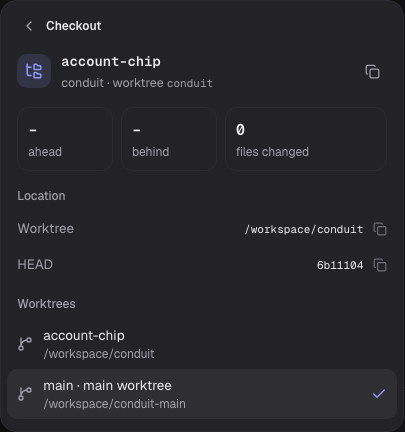 Checkout
account-chip
conduit · worktree conduit
- - 0
ahead behind files changed
Location
Worktree /workspace/conduit
HEAD 6b11104
Worktrees
account-chip
/workspace/conduit
main · main worktree
/workspace/conduit-main